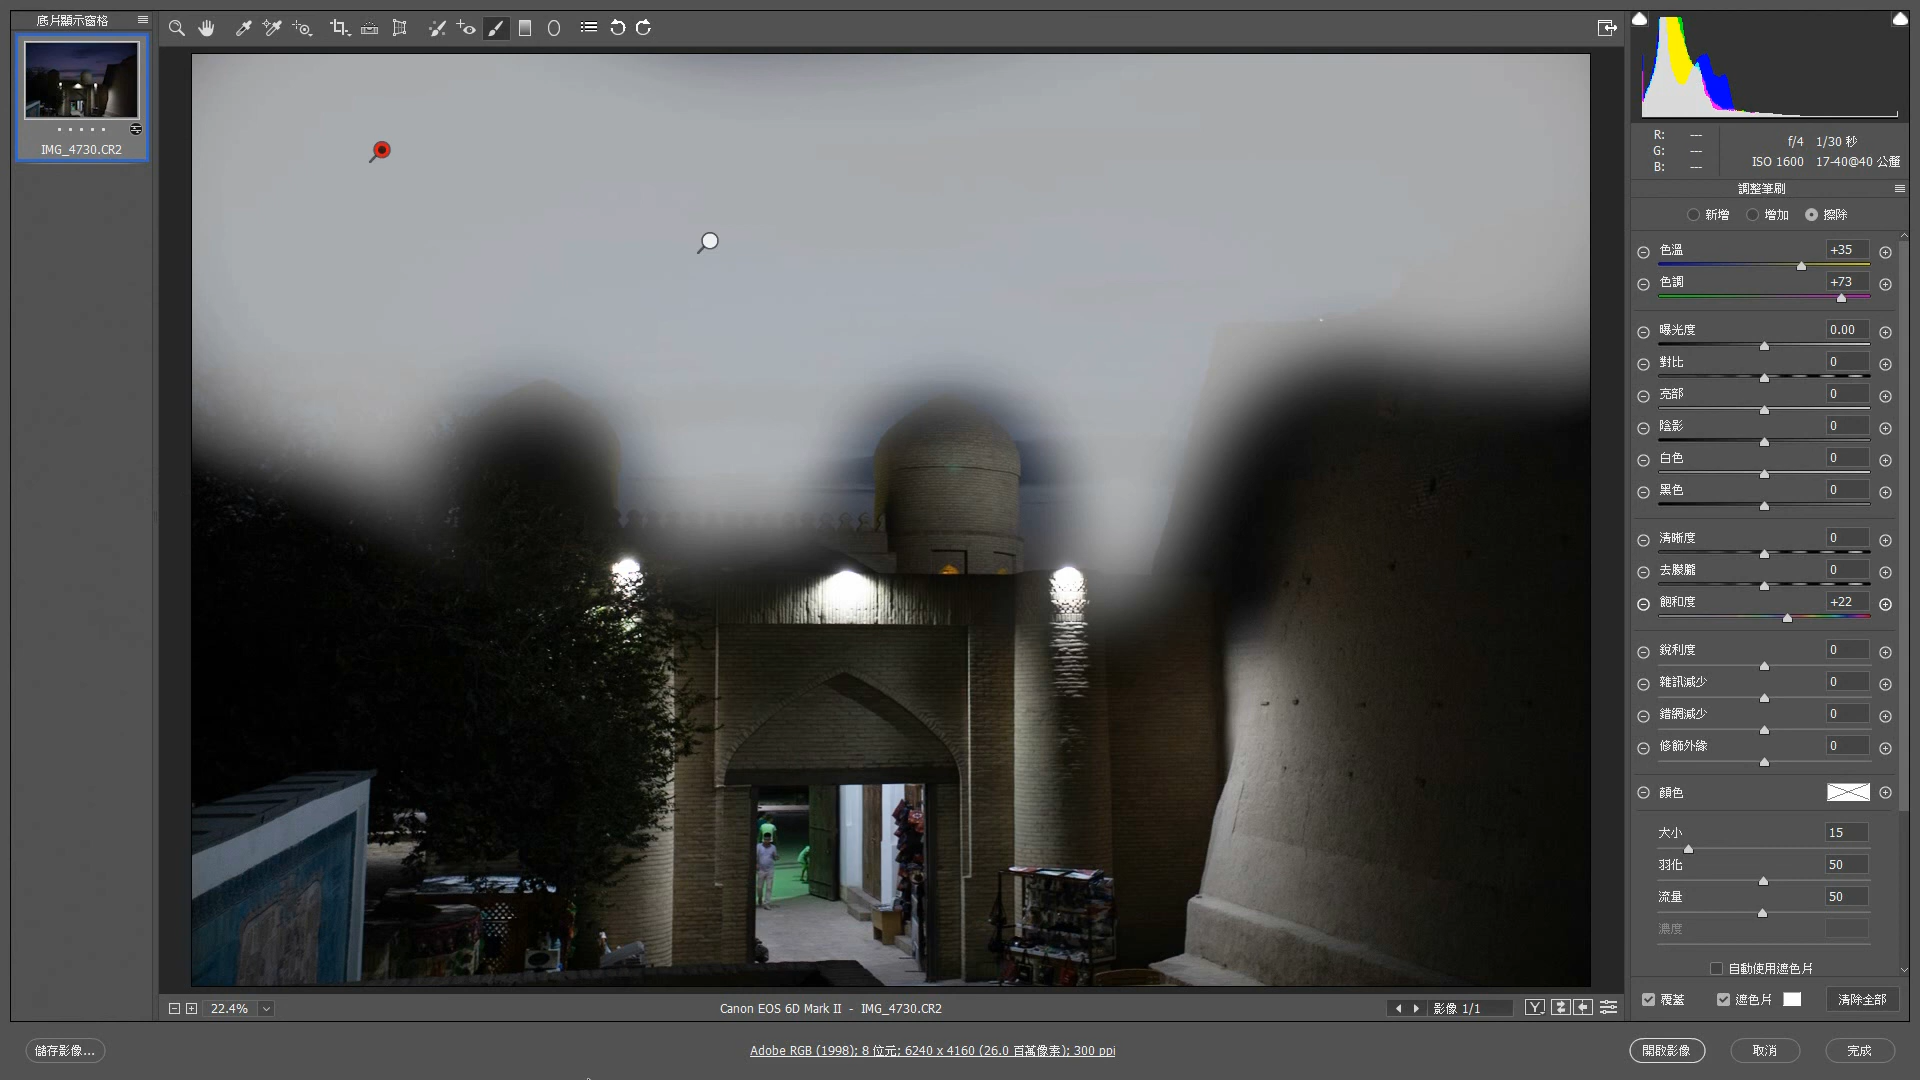 底片顯示窗格
IMG_4730.CR2
R: ---
G: ---
B: ---
f/4 1/30 秒
ISO 1600 17-40@40 公釐
調整筆刷
新增 增加 擦除
色溫 +35
色調 +73
曝光度 0.00
對比 0
亮部 0
陰影 0
白色 0
黑色 0
清晰度 0
去朦朧 0
飽和度 +22
銳利度 0
雜訊減少 0
錯網減少 0
修飾外緣 0
顏色
大小 15
羽化 50
流量 50
濃度
自動使用遮色片
覆蓋 遮色片 清除全部
22.4%
Canon EOS 6D Mark II - IMG_4730.CR2
影像 1/1
Y
儲存影像...
Adobe RGB (1998); 8 位元; 6240 x 4160 (26.0 百萬像素); 300 ppi
開啟影像 取消 完成